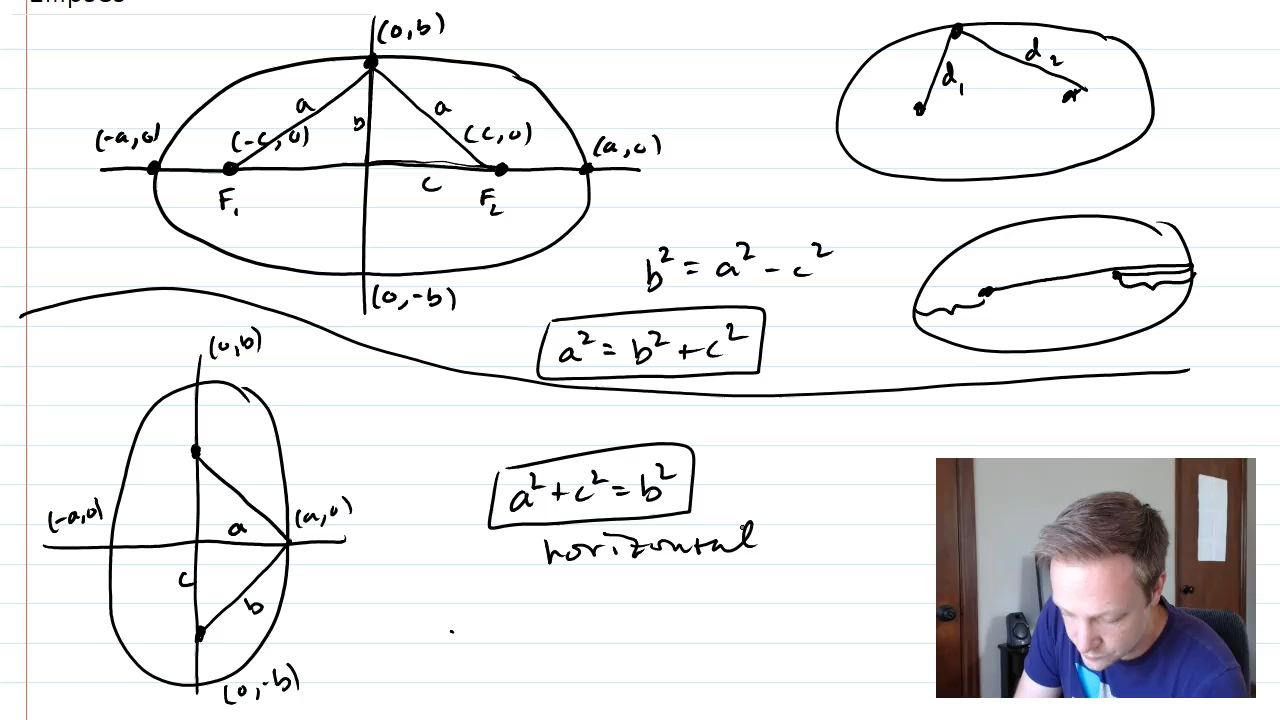 Ellipses
(0,b)
a
a
b
(-a,0)
(-c,0)
(c,0)
(a,0)
F₁
c
F₂
(0,-b)
d₁
d₂
b² = a² - c²
a² = b² + c²
(0,b)
(-a,0)
a
(a,0)
c
b
(0,-b)
a² + c² = b²
horizontal